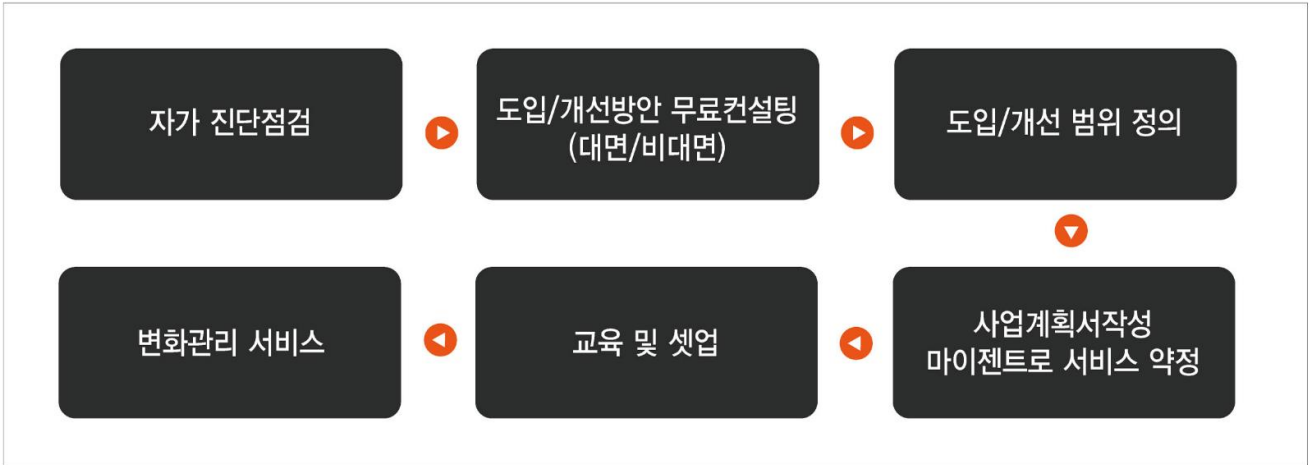 자가 진단점검
도입/개선방안 무료컨설팅
(대면/비대면)
도입/개선 범위 정의
사업계획서작성
마이젠트로 서비스 약정
교육 및 셋업
변화관리 서비스